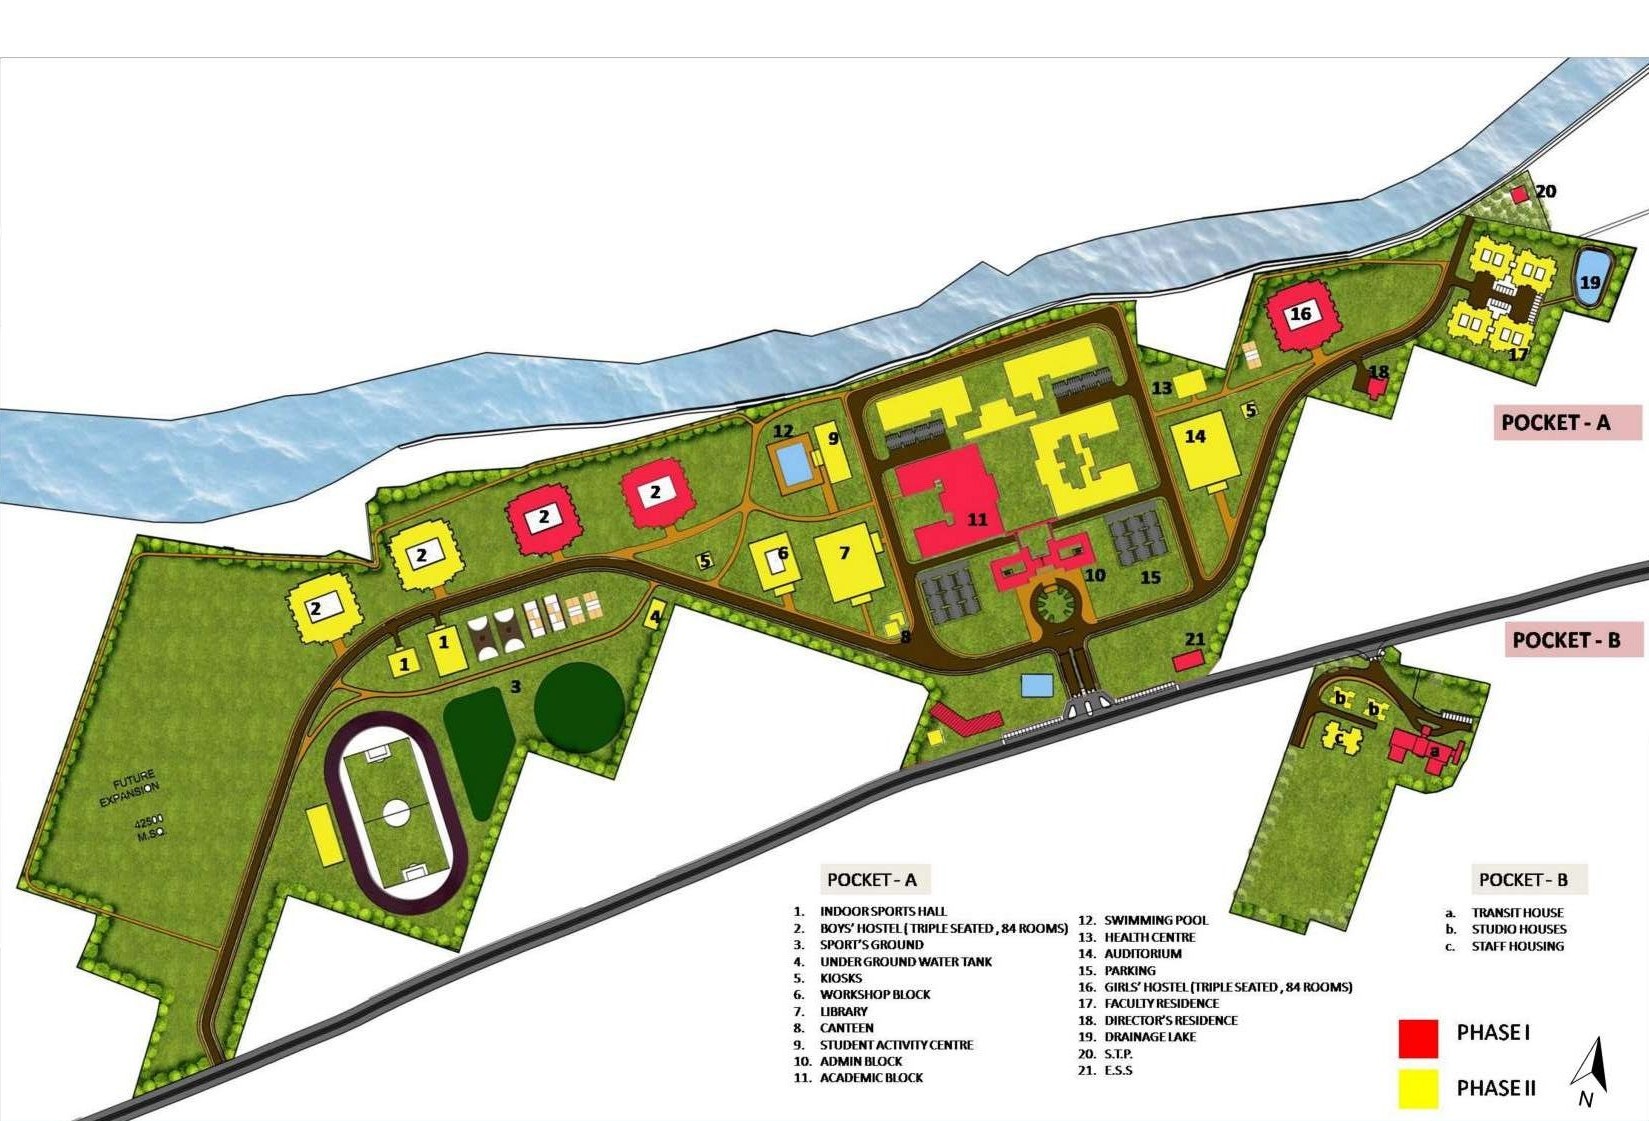 20
19
16
17
18
13
5
14
12
9
POCKET - A
2
2
11
2
5
6
7
10
15
2
1
1
4
8
21
POCKET - B
3
b
b
c
a
FUTURE
EXPANSION
42500
M.SQ.
POCKET - A
1. INDOOR SPORTS HALL
2. BOYS' HOSTEL ( TRIPLE SEATED , 84 ROOMS)
3. SPORT'S GROUND
4. UNDER GROUND WATER TANK
5. KIOSKS
6. WORKSHOP BLOCK
7. LIBRARY
8. CANTEEN
9. STUDENT ACTIVITY CENTRE
10. ADMIN BLOCK
11. ACADEMIC BLOCK
12. SWIMMING POOL
13. HEALTH CENTRE
14. AUDITORIUM
15. PARKING
16. GIRLS' HOSTEL (TRIPLE SEATED , 84 ROOMS)
17. FACULTY RESIDENCE
18. DIRECTOR'S RESIDENCE
19. DRAINAGE LAKE
20. S.T.P.
21. E.S.S
POCKET - B
a. TRANSIT HOUSE
b. STUDIO HOUSES
c. STAFF HOUSING
PHASE I
PHASE II
N